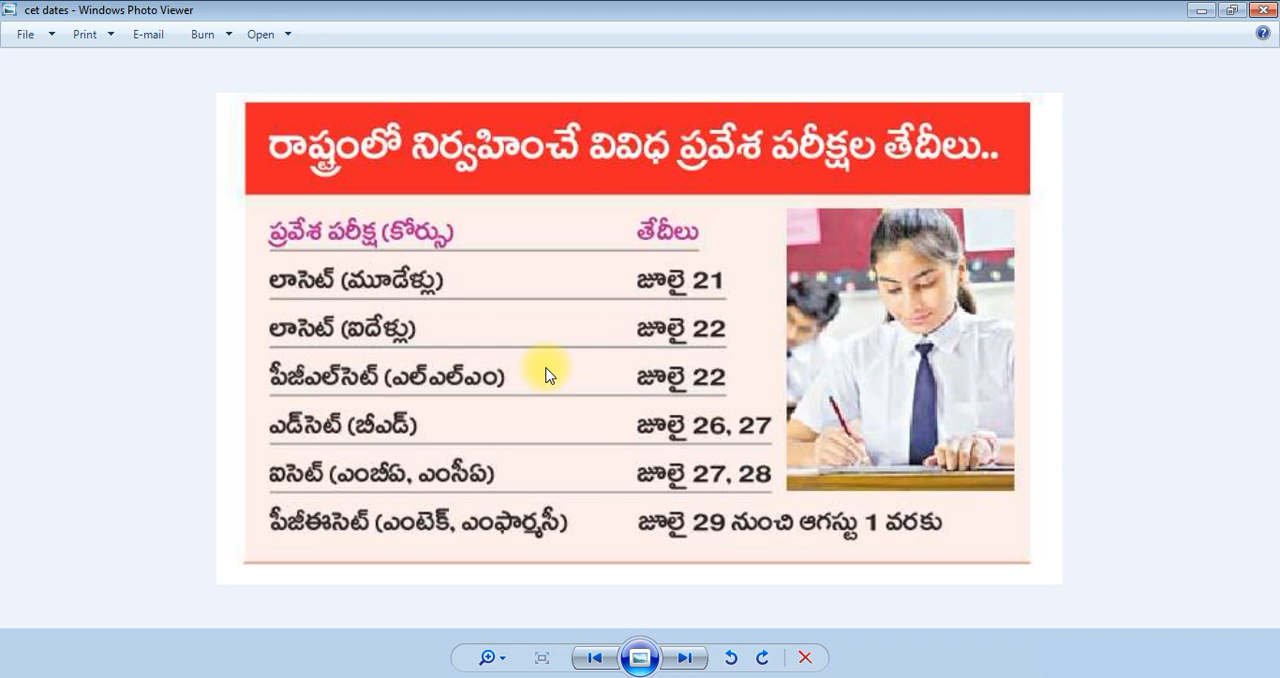 cet dates - Windows Photo Viewer
File Print E-mail Burn Open
రాష్ట్రంలో నిర్వహించే వివిధ ప్రవేశ పరీక్షల తేదీలు..
ప్రవేశ పరీక్ష (కోర్సు) తేదీలు
లాసెట్ (మూడేళ్లు) జూలై 21
లాసెట్ (ఐదేళ్లు) జూలై 22
పీజీఎల్‌సెట్ (ఎల్ఎల్ఎం) జూలై 22
ఎడ్‌సెట్ (బీఎడ్) జూలై 26, 27
ఐసెట్ (ఎంబీఏ, ఎంసీఏ) జూలై 27, 28
పీజీఈసెట్ (ఎంటెక్, ఎంఫార్మసీ) జూలై 29 నుంచి ఆగస్టు 1 వరకు